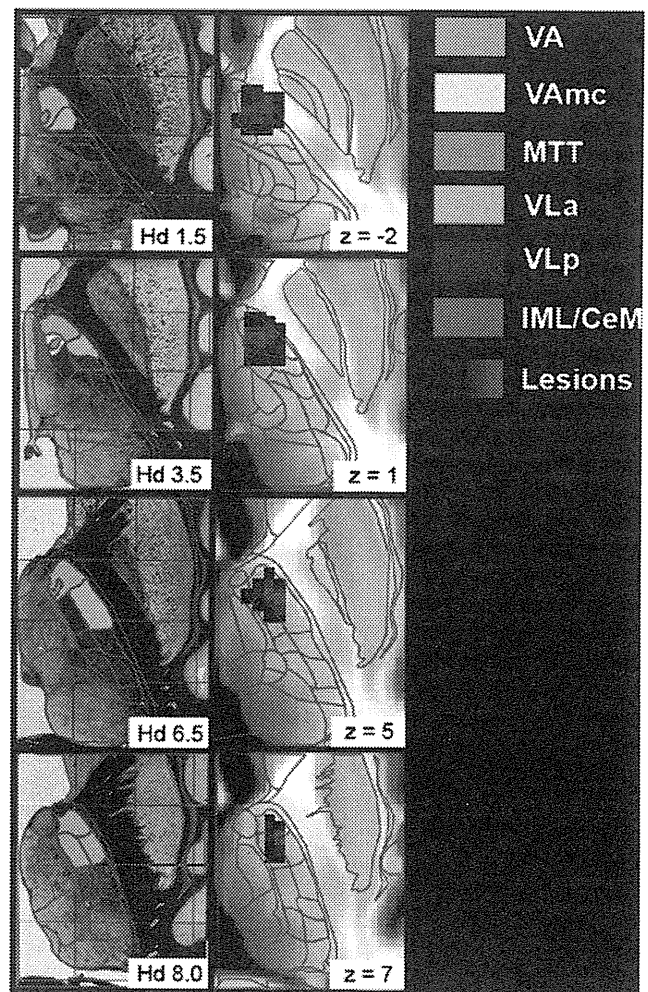 VA
VAmc
MTT
VLa
VLp
IML/CeM
Lesions
Hd 1.5
z = -2
Hd 3.5
z = 1
Hd 6.5
z = 5
Hd 8.0
z = 7